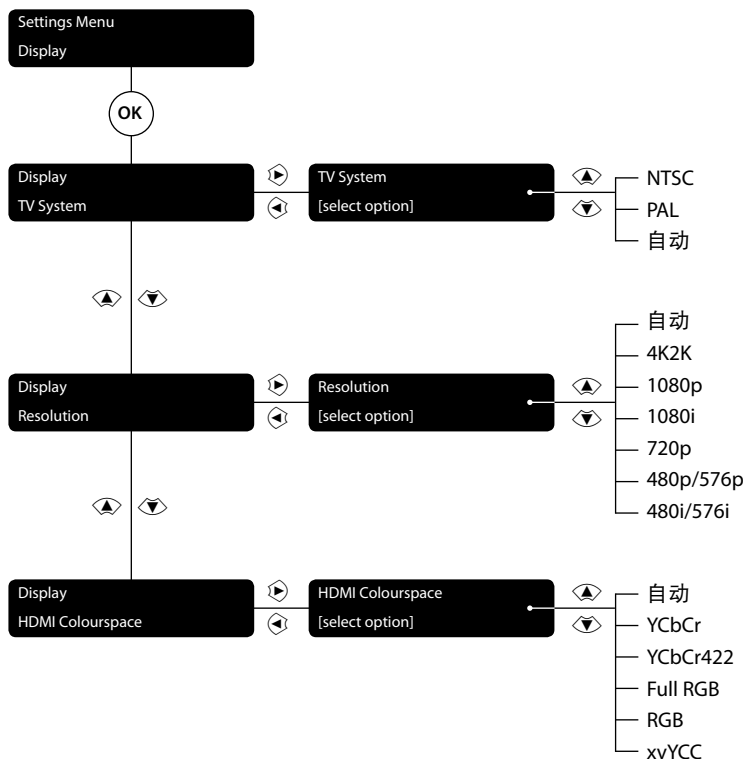 Settings Menu
Display
OK
Display
TV System
TV System
[select option]
NTSC
PAL
自动
Display
Resolution
Resolution
[select option]
自动
4K2K
1080p
1080i
720p
480p/576p
480i/576i
Display
HDMI Colourspace
HDMI Colourspace
[select option]
自动
YCbCr
YCbCr422
Full RGB
RGB
xvYCC